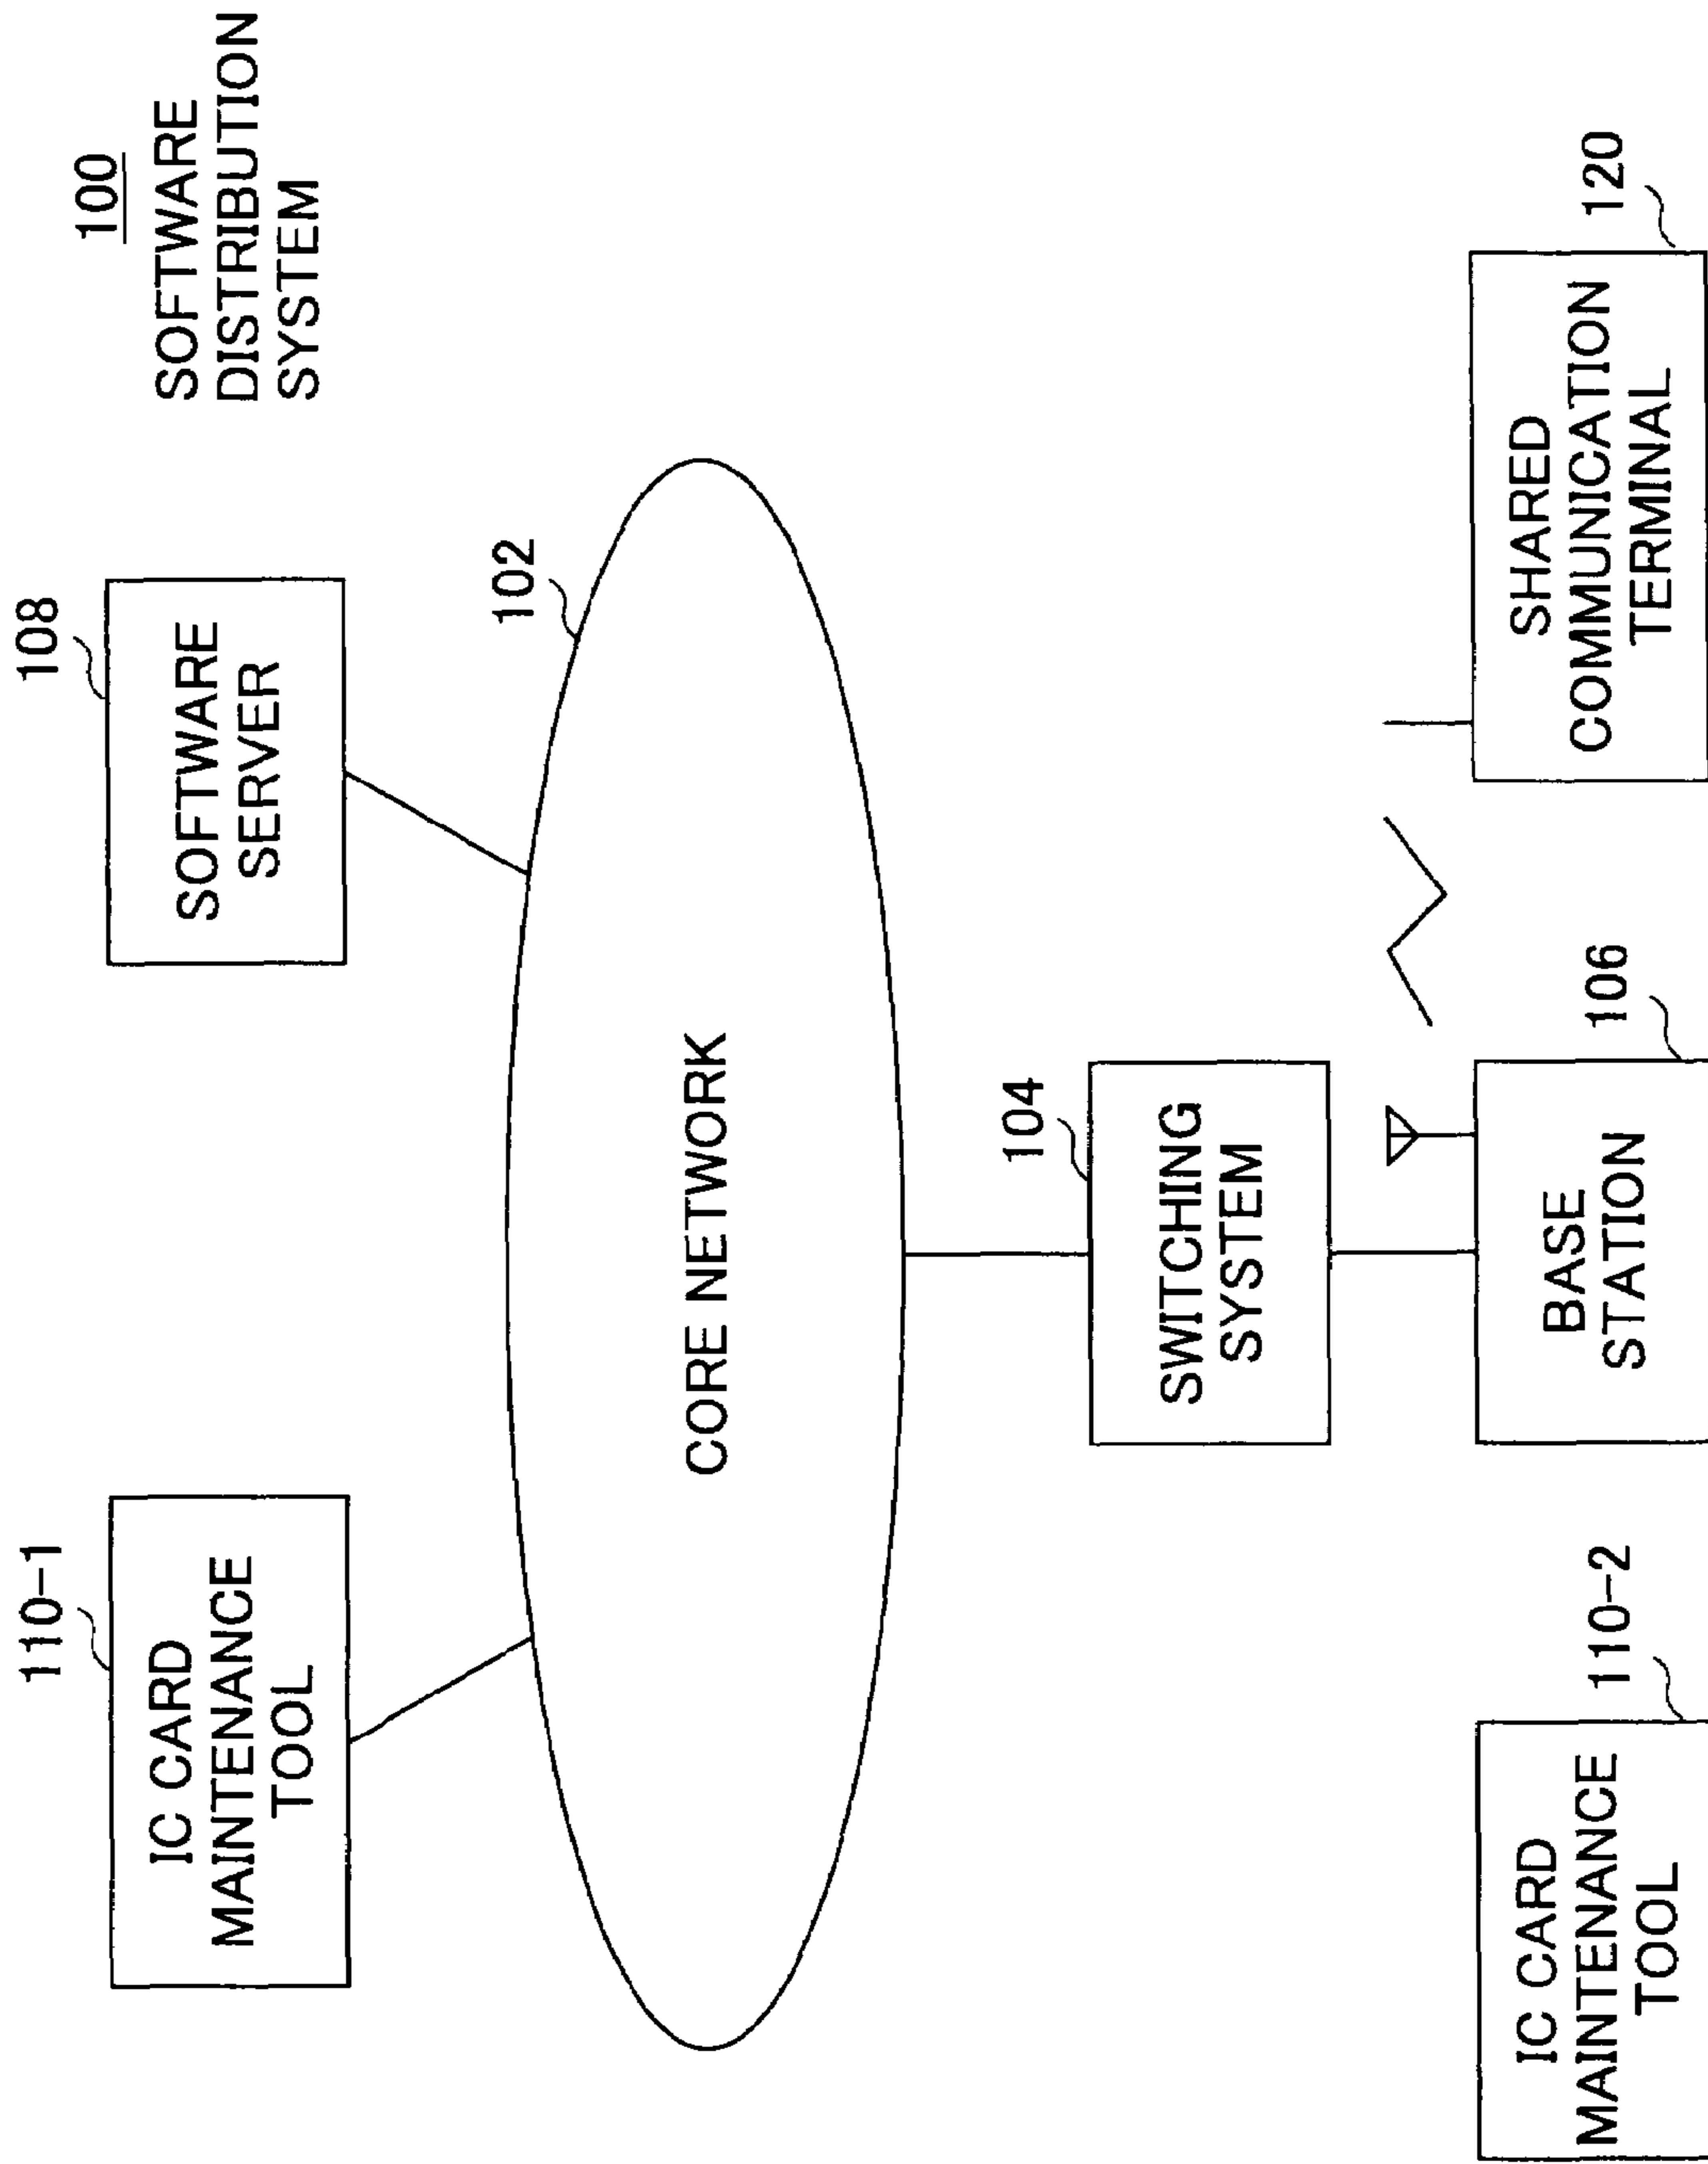 100
SOFTWARE
DISTRIBUTION
SYSTEM
110-1
IC CARD
MAINTENANCE
TOOL
108
SOFTWARE
SERVER
102
CORE NETWORK
104
SWITCHING
SYSTEM
110-2
IC CARD
MAINTENANCE
TOOL
106
BASE
STATION
120
SHARED
COMMUNICATION
TERMINAL